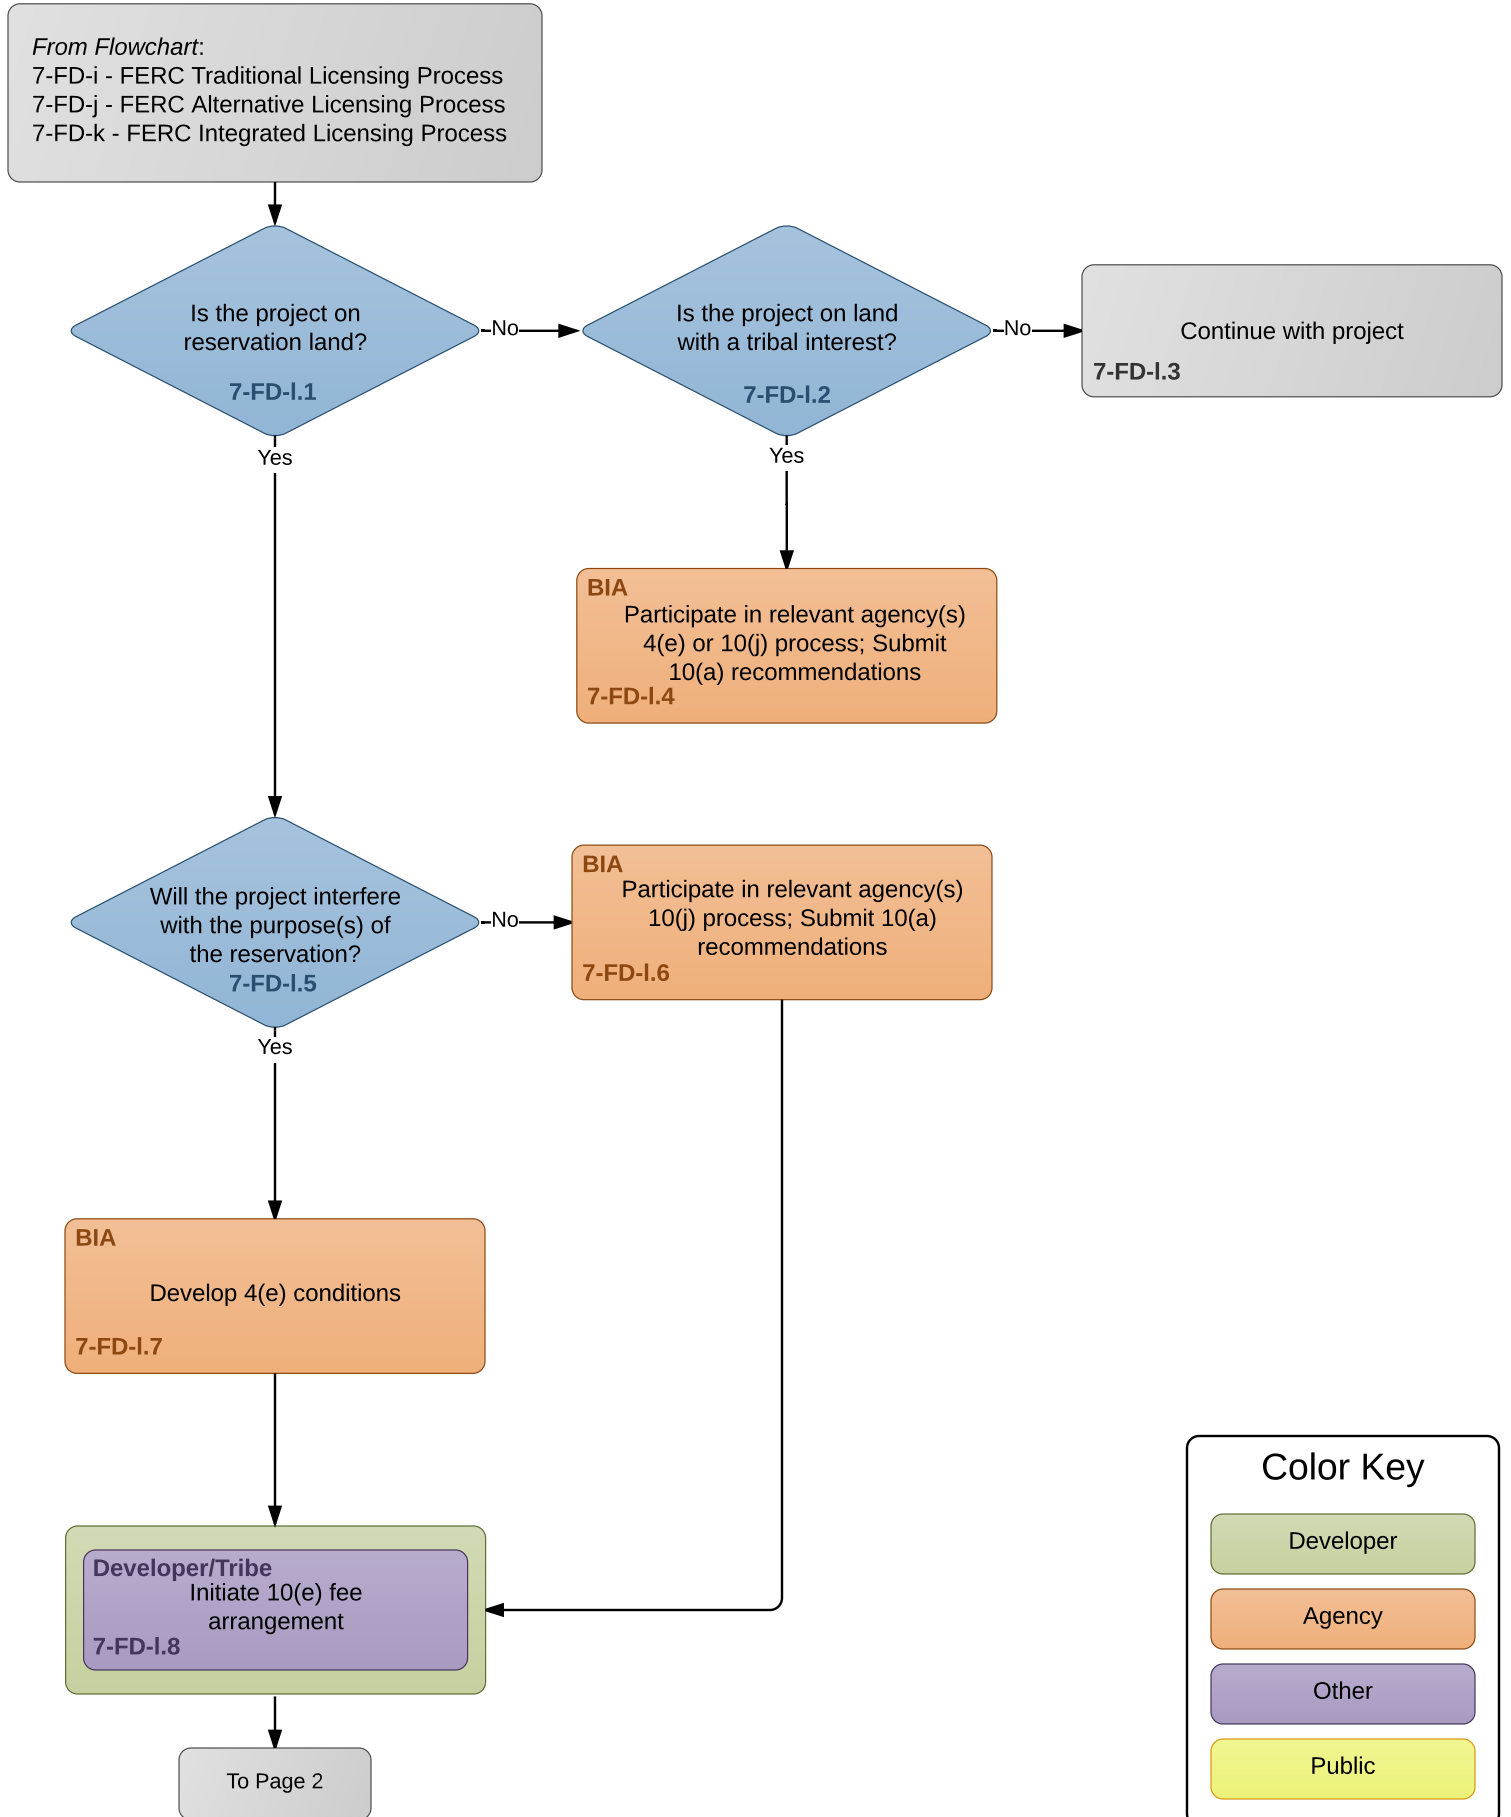 From Flowchart:
7-FD-i - FERC Traditional Licensing Process
7-FD-j - FERC Alternative Licensing Process
7-FD-k - FERC Integrated Licensing Process
Is the project on
reservation land?
7-FD-l.1
No
Is the project on land
with a tribal interest?
7-FD-l.2
No
Continue with project
7-FD-l.3
Yes
Yes
BIA
Participate in relevant agency(s)
4(e) or 10(j) process; Submit
10(a) recommendations
7-FD-l.4
Will the project interfere
with the purpose(s) of
the reservation?
7-FD-l.5
No
BIA
Participate in relevant agency(s)
10(j) process; Submit 10(a)
recommendations
7-FD-l.6
Yes
BIA
Develop 4(e) conditions
7-FD-l.7
Developer/Tribe
Initiate 10(e) fee
arrangement
7-FD-l.8
To Page 2
Color Key
Developer
Agency
Other
Public